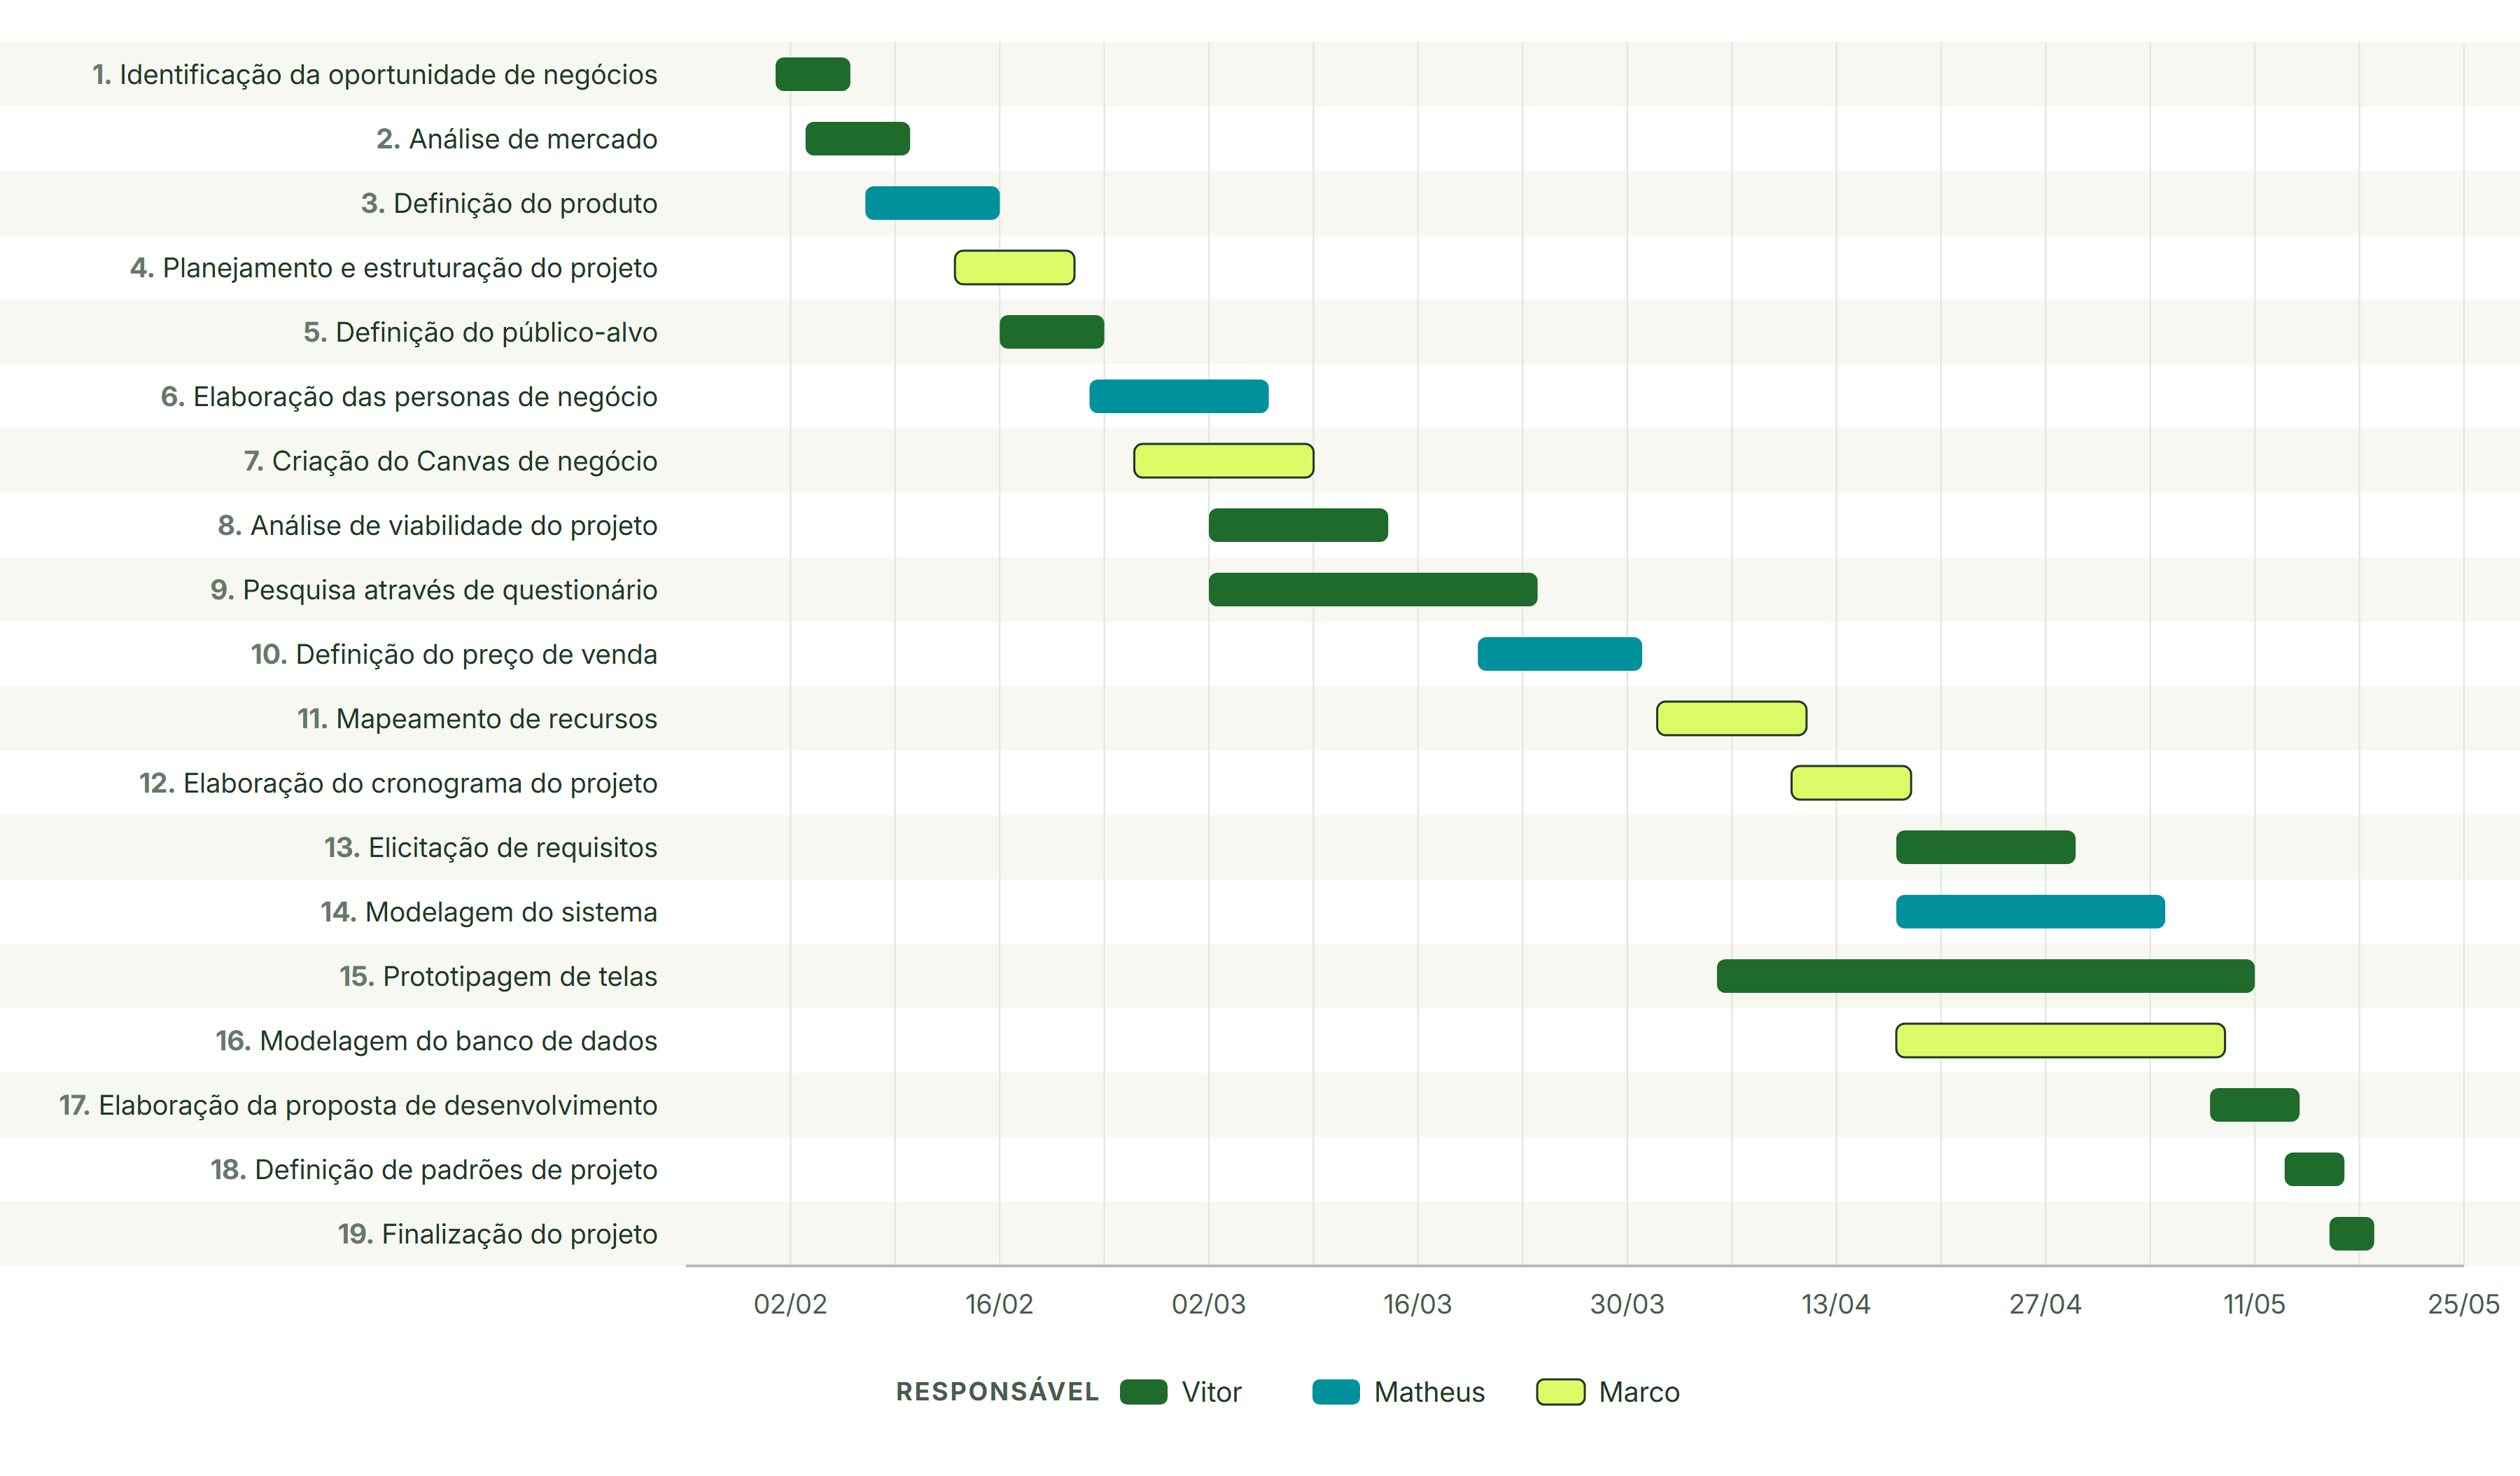 1. Identificação da oportunidade de negócios
2. Análise de mercado
3. Definição do produto
4. Planejamento e estruturação do projeto
5. Definição do público-alvo
6. Elaboração das personas de negócio
7. Criação do Canvas de negócio
8. Análise de viabilidade do projeto
9. Pesquisa através de questionário
10. Definição do preço de venda
11. Mapeamento de recursos
12. Elaboração do cronograma do projeto
13. Elicitação de requisitos
14. Modelagem do sistema
15. Prototipagem de telas
16. Modelagem do banco de dados
17. Elaboração da proposta de desenvolvimento
18. Definição de padrões de projeto
19. Finalização do projeto
02/02 16/02 02/03 16/03 30/03 13/04 27/04 11/05 25/05
RESPONSÁVEL Vitor Matheus Marco